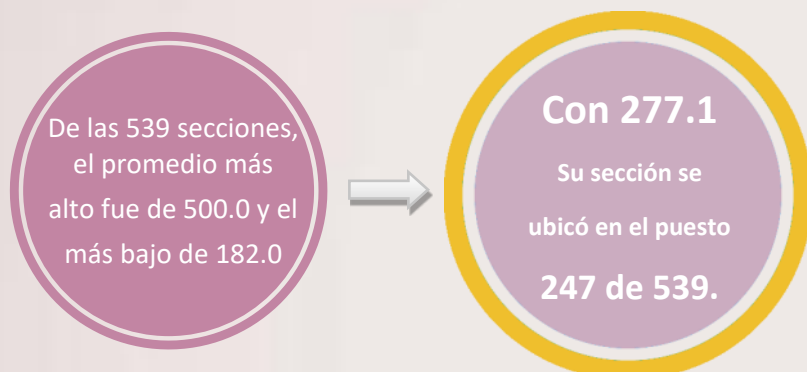 De las 539 secciones,
el promedio más
alto fue de 500.0 y el
más bajo de 182.0
Con 277.1
Su sección se
ubicó en el puesto
247 de 539.